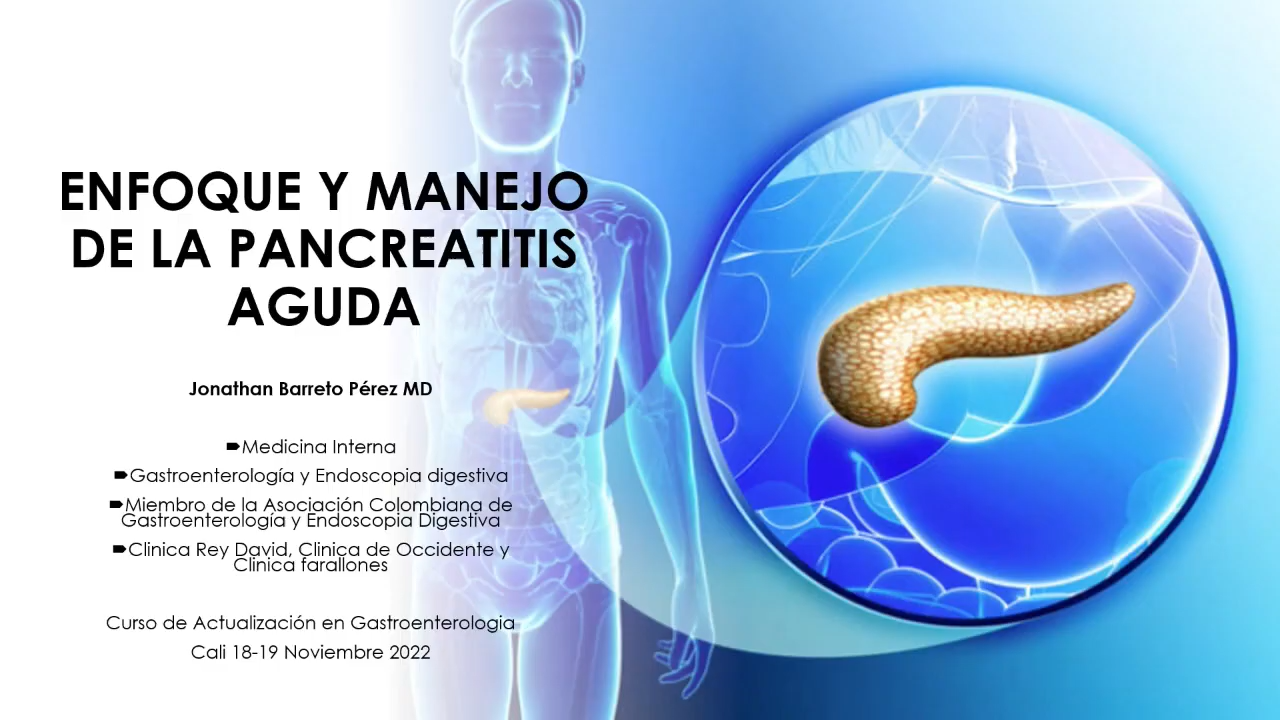 ENFOQUE Y MANEJO
DE LA PANCREATITIS
AGUDA
Jonathan Barreto Pérez MD
Medicina Interna
Gastroenterología y Endoscopia digestiva
Miembro de la Asociación Colombiana de
Gastroenterología y Endoscopia Digestiva
Clinica Rey David, Clinica de Occidente y
Clinica farallones
Curso de Actualización en Gastroenterologia
Cali 18-19 Noviembre 2022